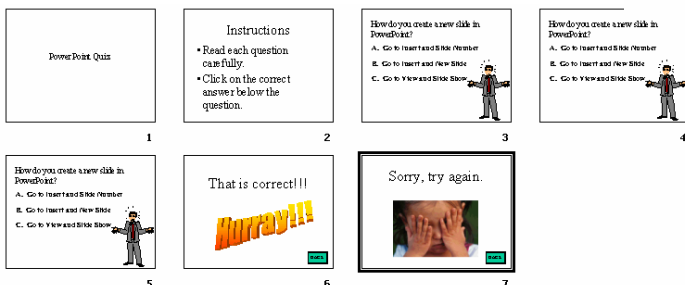 PowerPoint Quiz
1
Instructions
• Read each question
carefully.
• Click on the correct
answer below the
question.
2
How do you create a new slide in
PowerPoint?
A. Go to Insert and Slide Number
B. Go to Insert and New Slide
C. Go to View and Slide Show
3
How do you create a new slide in
PowerPoint?
A. Go to Insert and Slide Number
B. Go to Insert and New Slide
C. Go to View and Slide Show
4
How do you create a new slide in
PowerPoint?
A. Go to Insert and Slide Number
B. Go to Insert and New Slide
C. Go to View and Slide Show
5
That is correct!!!
Hurray!!!
6
Sorry, try again.
7